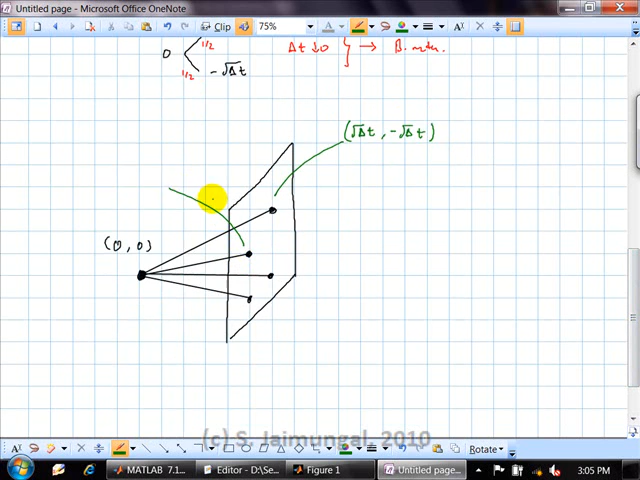 Untitled page - Microsoft Office OneNote
Clip
75%
1/2
0
Δt ↓ 0 } →
1/2
-√Δt
(√Δt , -√Δt)
(0, 0)
(c) S. Jaimungal, 2010
Rotate
MATLAB 7.1...
Editor - D:\Se...
Figure 1
Untitled page...
3:05 PM